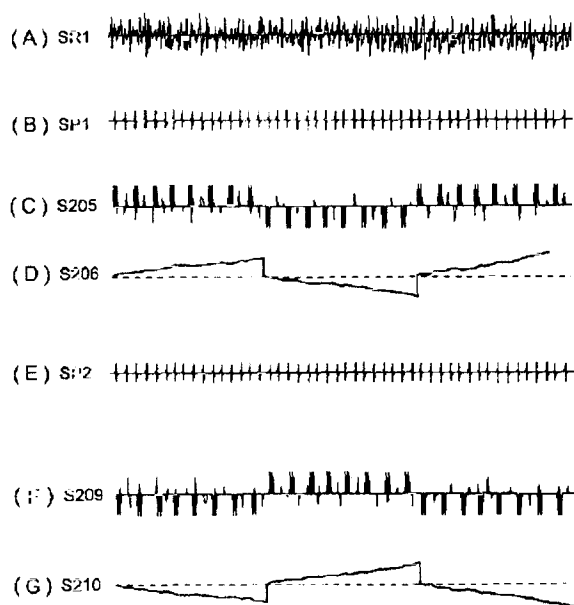 (A) SR1
(B) SP1
(C) S205
(D) S206
(E) SP2
(F) S209
(G) S210